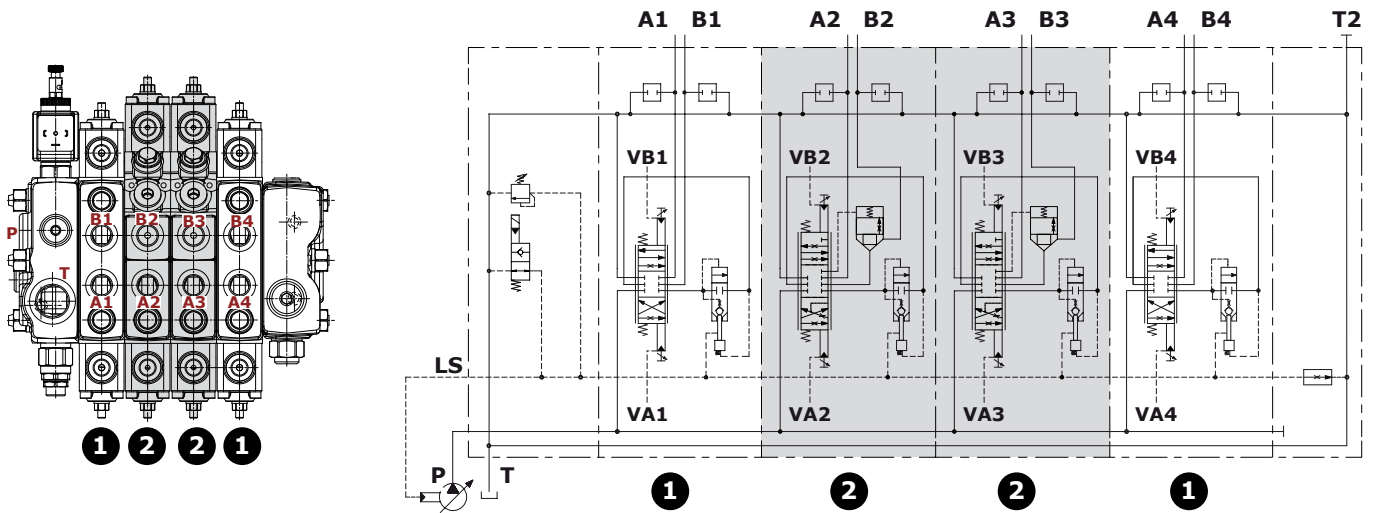 A1 B1 A2 B2 A3 B3 A4 B4 T2
VB1 VB2 VB3 VB4
B1 B2 B3 B4
P
T
A1 A2 A3 A4
LS
VA1 VA2 VA3 VA4
1 2 2 1
P T
1 2 2 1